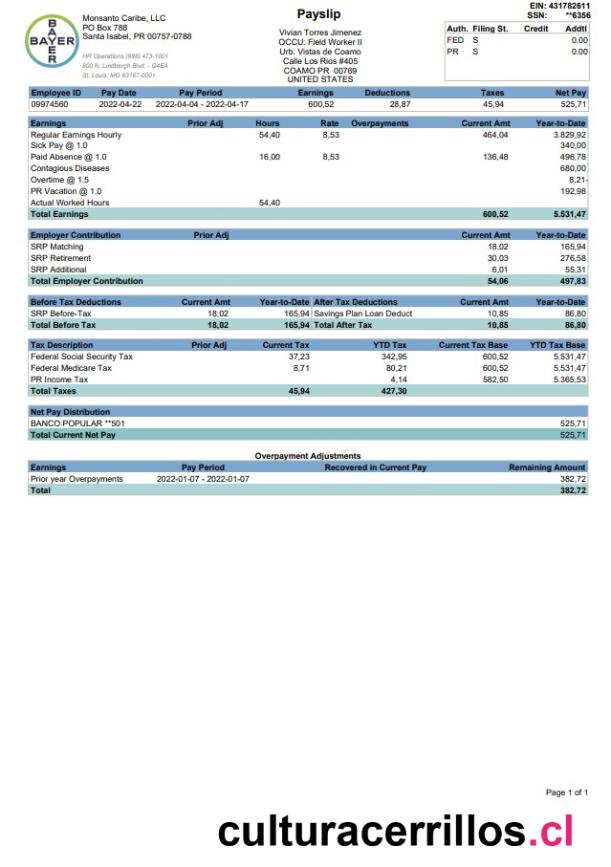 BAYER
BAYER
Monsanto Caribe, LLC
PO Box 788
Santa Isabel, PR 00757-0788
HR Operations (888) 473-1001
800 N. Lindbergh Blvd. - G4EA
St. Louis, MO 63167-0001
Payslip
Vivian Torres Jimenez
OCCU: Field Worker II
Urb. Vistas de Coamo
Calle Los Rios #405
COAMO PR 00769
UNITED STATES
EIN: 431782611
SSN: **6356
Auth. Filing St. Credit Addtl
FED S 0.00
PR S 0.00
Employee ID Pay Date Pay Period Earnings Deductions Taxes Net Pay
09974560 2022-04-22 2022-04-04 - 2022-04-17 600,52 28,87 45,94 525,71
Earnings Prior Adj Hours Rate Overpayments Current Amt Year-to-Date
Regular Earnings Hourly 54,40 8,53 464,04 3.829,92
Sick Pay @ 1.0 340,00
Paid Absence @ 1.0 16,00 8,53 136,48 496,78
Contagious Diseases 680,00
Overtime @ 1.5 8,21-
PR Vacation @ 1.0 192,98
Actual Worked Hours 54.40
Total Earnings 600,52 5.531,47
Employer Contribution Prior Adj Current Amt Year-to-Date
SRP Matching 18,02 165,94
SRP Retirement 30,03 276,58
SRP Additional 6,01 55,31
Total Employer Contribution 54,06 497,83
Before Tax Deductions Current Amt Year-to-Date After Tax Deductions Current Amt Year-to-Date
SRP Before-Tax 18,02 165,94 Savings Plan Loan Deduct 10,85 86,80
Total Before Tax 18,02 165,94 Total After Tax 10,85 86,80
Tax Description Prior Adj Current Tax YTD Tax Current Tax Base YTD Tax Base
Federal Social Security Tax 37,23 342,95 600,52 5.531,47
Federal Medicare Tax 8,71 80,21 600,52 5.531,47
PR Income Tax 4,14 582,50 5.365,53
Total Taxes 45,94 427,30
Net Pay Distribution
BANCO POPULAR **501 525,71
Total Current Net Pay 525,71
Overpayment Adjustments
Earnings Pay Period Recovered in Current Pay Remaining Amount
Prior year Overpayments 2022-01-07 - 2022-01-07 382,72
Total 382,72
Page 1 of 1
culturacerrillos.cl